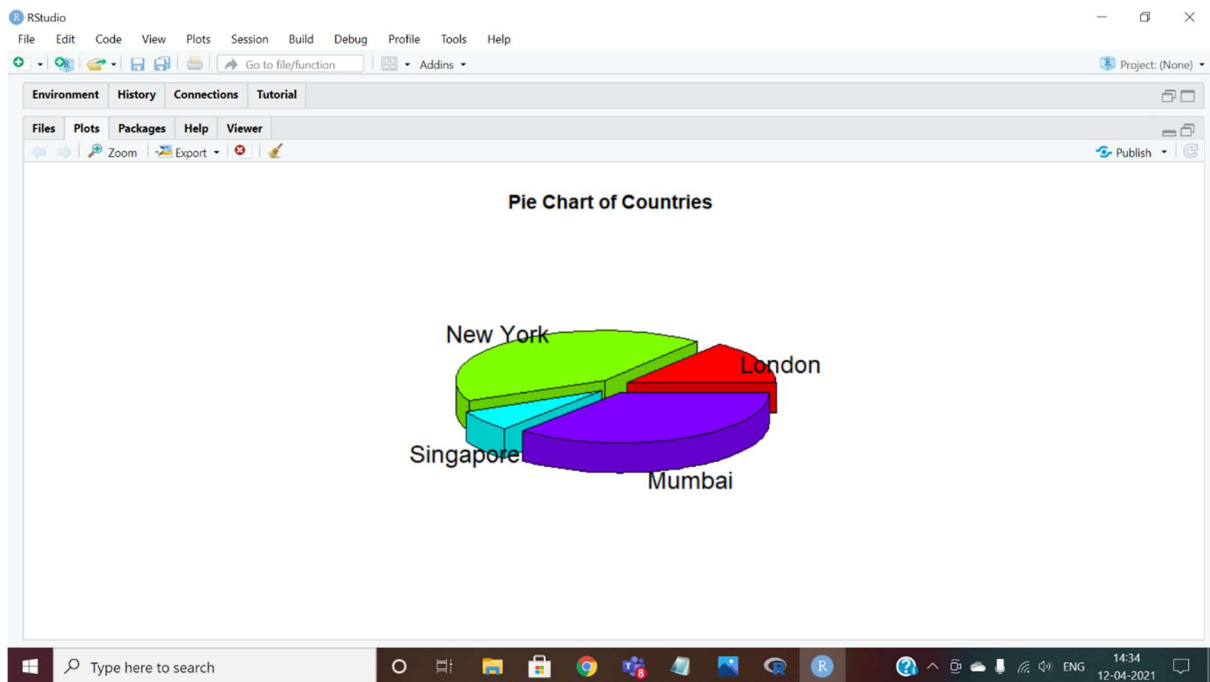 RStudio
File Edit Code View Plots Session Build Debug Profile Tools Help
Go to file/function Addins Project: (None)
Environment History Connections Tutorial
Files Plots Packages Help Viewer
Zoom Export Publish
Pie Chart of Countries
New York
London
Singapore
Mumbai
Type here to search
ENG
14:34
12-04-2021